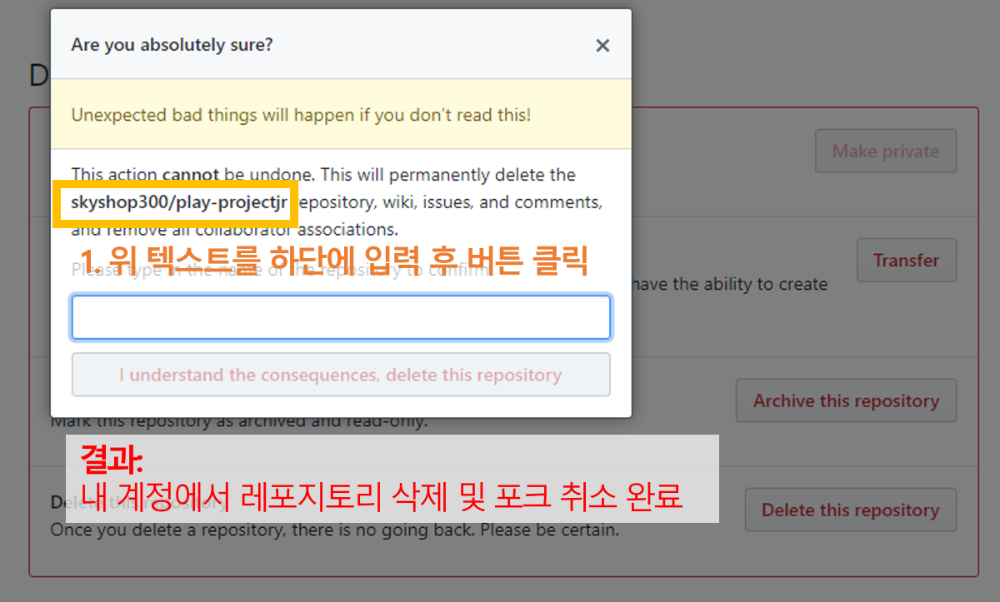 Are you absolutely sure?
D
Unexpected bad things will happen if you don't read this!
Make private
This action cannot be undone. This will permanently delete the
skyshop300/play-projectjr repository, wiki, issues, and comments,
and remove all collaborator associations.
1. 위 텍스트를 하단에 입력 후 버튼 클릭
Please type in the name of the repository to confirm.
Transfer
have the ability to create
I understand the consequences, delete this repository
Archive this repository
Mark this repository as archived and read-only.
결과:
내 계정에서 레포지토리 삭제 및 포크 취소 완료
Delete this repository
Delete this repository
Once you delete a repository, there is no going back. Please be certain.